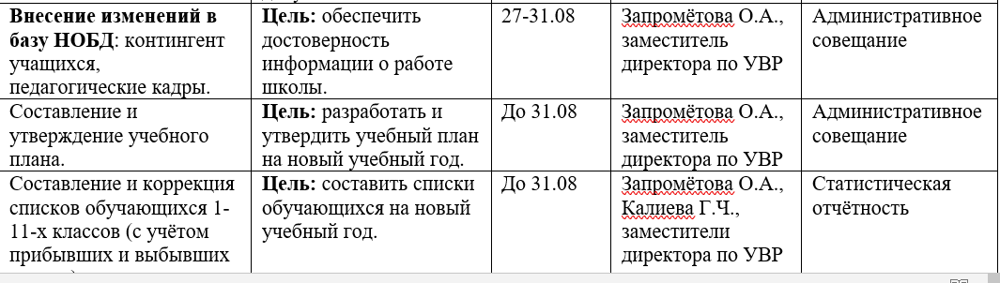 Внесение изменений в
базу НОБД: контингент
учащихся,
педагогические кадры.
Цель: обеспечить
достоверность
информации о работе
школы.
27-31.08
Запромётова О.А.,
заместитель
директора по УВР
Административное
совещание
Составление и
утверждение учебного
плана.
Цель: разработать и
утвердить учебный план
на новый учебный год.
До 31.08
Запромётова О.А.,
заместитель
директора по УВР
Административное
совещание
Составление и коррекция
списков обучающихся 1-
11-х классов (с учётом
прибывших и выбывших
Цель: составить списки
обучающихся на новый
учебный год.
До 31.08
Запромётова О.А.,
Калиева Г.Ч.,
заместители
директора по УВР
Статистическая
отчётность